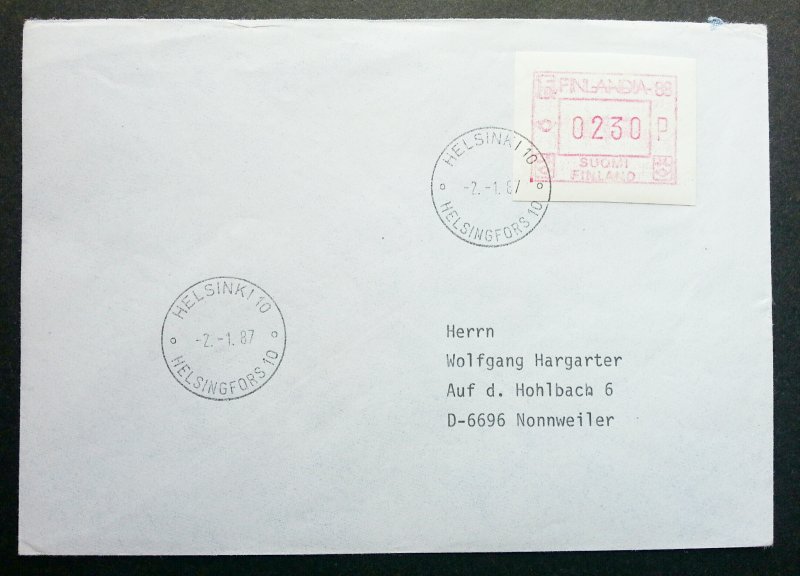 FINLANDIA-88
0230 P
SUOMI
FINLAND
HELSINKI 10
-2.-1.87
HELSINGFORS 10
HELSINKI 10
-2.-1.87
HELSINGFORS 10
Herrn
Wolfgang Hargarter
Auf d. Hohlbach 6
D-6696 Nonnweiler